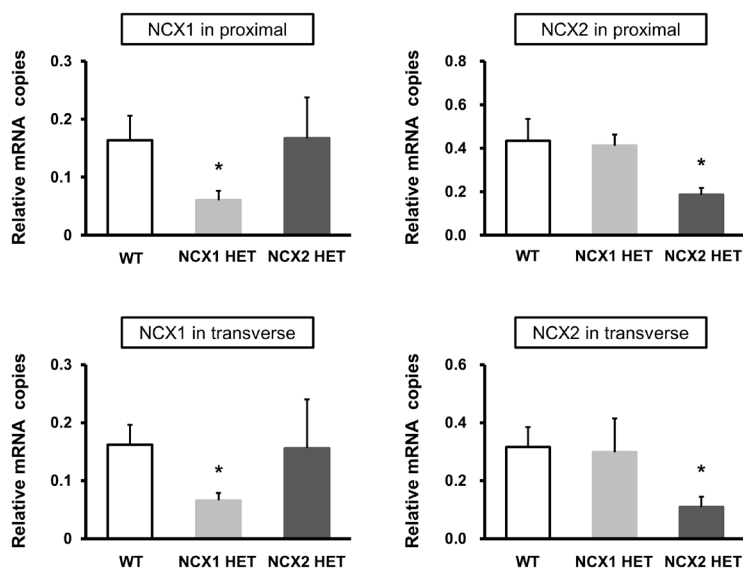 NCX1 in proximal
Relative mRNA copies
0.3
0.2
0.1
0
*
WT
NCX1 HET
NCX2 HET
NCX2 in proximal
Relative mRNA copies
0.8
0.6
0.4
0.2
0.0
*
WT
NCX1 HET
NCX2 HET
NCX1 in transverse
Relative mRNA copies
0.3
0.2
0.1
0
*
WT
NCX1 HET
NCX2 HET
NCX2 in transverse
Relative mRNA copies
0.6
0.4
0.2
0.0
*
WT
NCX1 HET
NCX2 HET